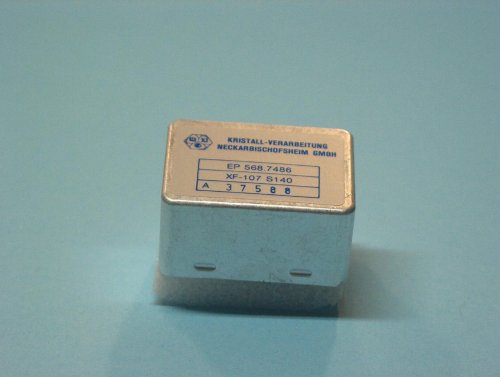 KRISTALL-VERARBEITUNG
NECKARBISCHOFSHEIM GMBH
EP 568.7486
XF-107 S140
A 37588